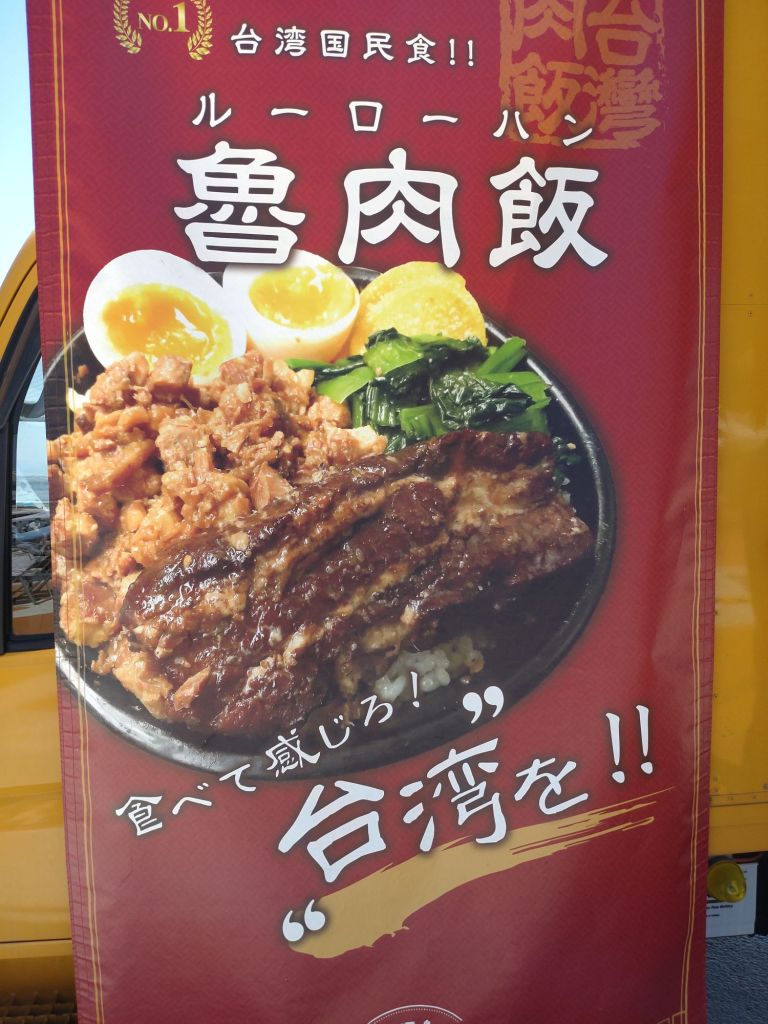 NO.1
台湾国民食!!
肉飯
台灣
ルーローハン
魯肉飯
食べて感じろ!
“台湾”を!!